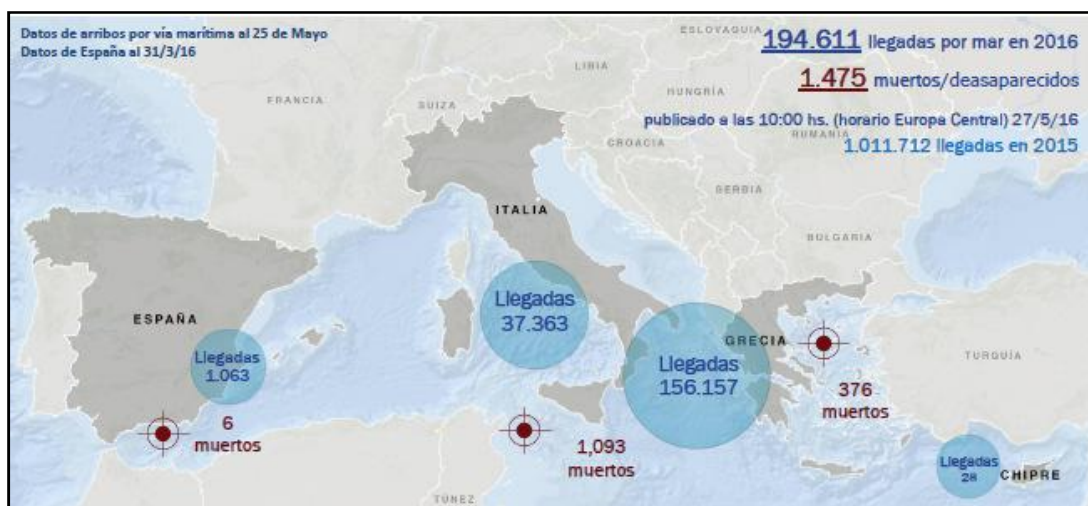 Datos de arribos por vía marítima al 25 de Mayo
Datos de España al 31/3/16
194.611 llegadas por mar en 2016
1.475 muertos/deasaparecidos
publicado a las 10:00 hs. (horario Europa Central) 27/5/16
1.011.712 llegadas en 2015
ESLOVAQUIA
LIBIA
HUNGRÍA
FRANCIA
SUIZA
RUMANIA
CROACIA
SERBIA
ITALIA
BULGARIA
Llegadas
37.363
ESPAÑA
GRECIA
TURQUÍA
Llegadas
1.063
Llegadas
156.157
376
muertos
6
muertos
1,093
muertos
Llegadas
28
CHIPRE
TÚNEZ